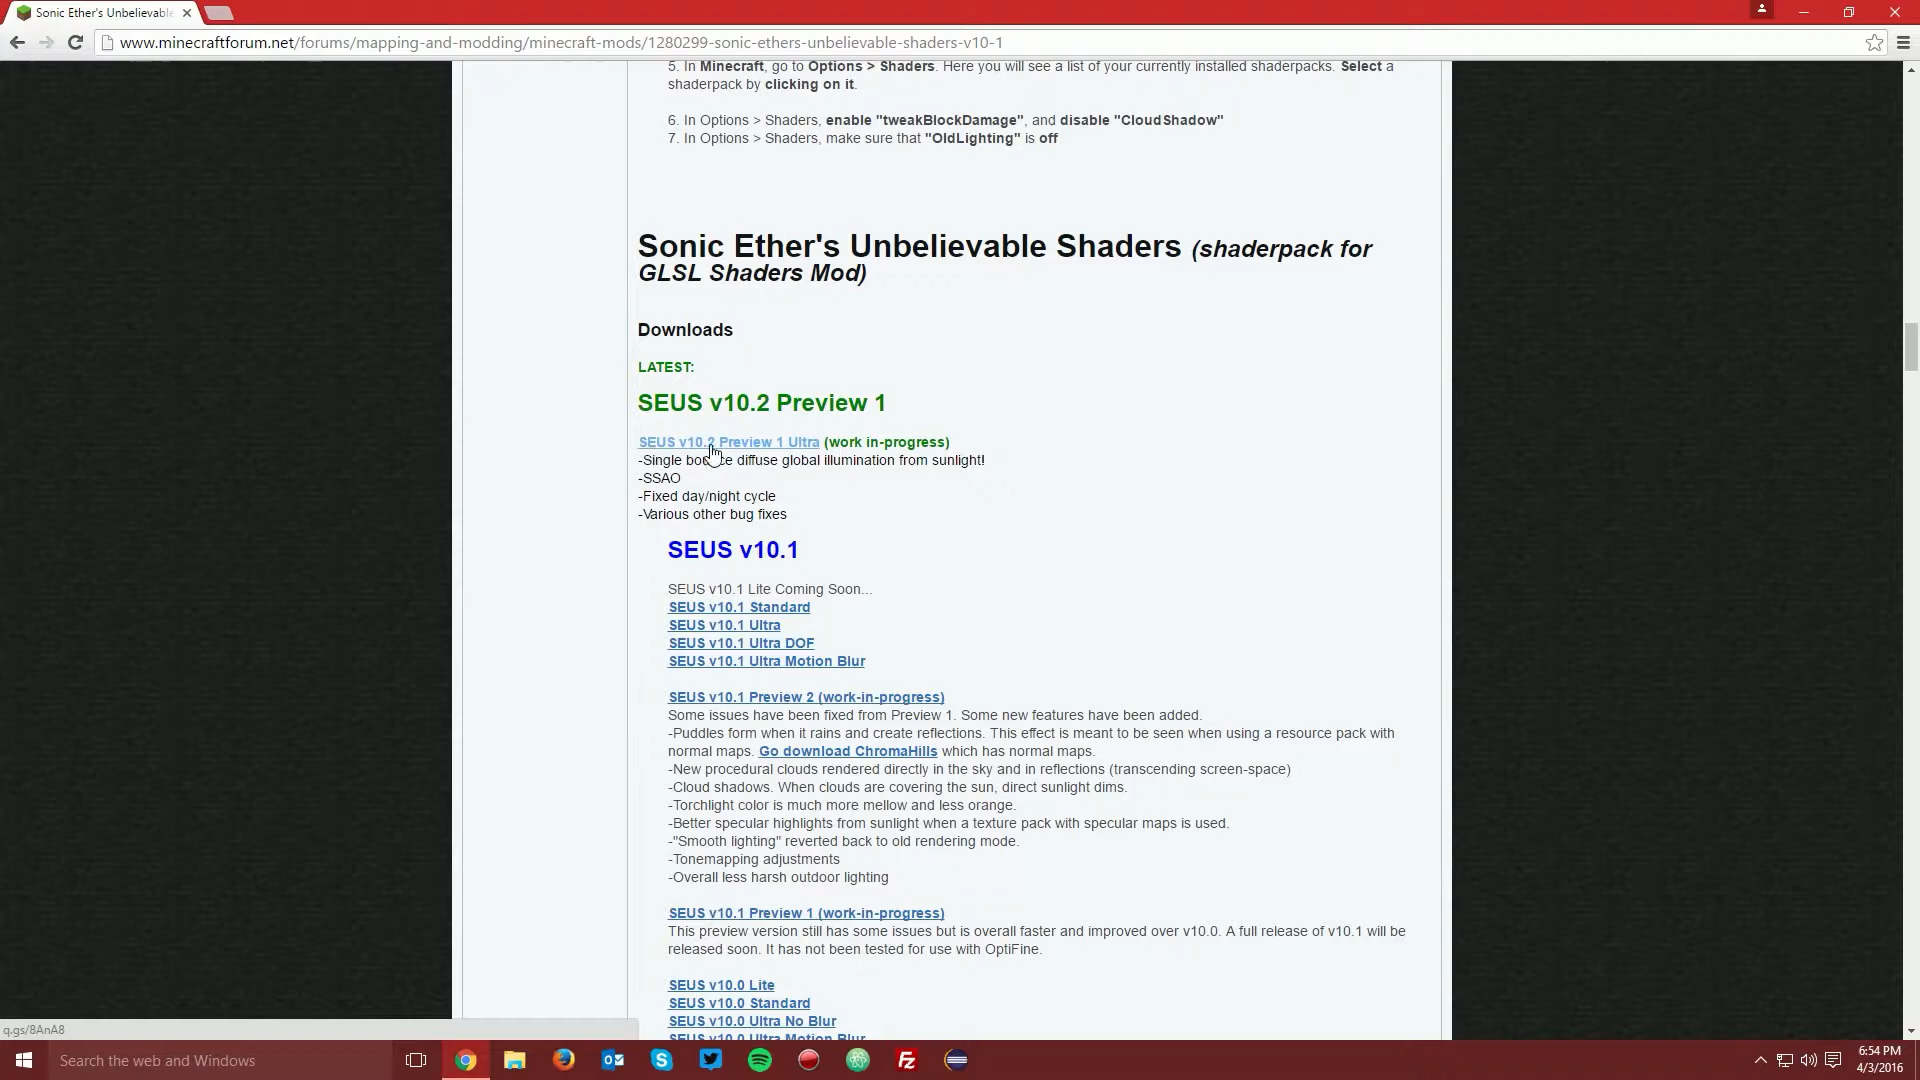 Sonic Ether's Unbelievable
www.minecraftforum.net/forums/mapping-and-modding/minecraft-mods/1280299-sonic-ethers-unbelievable-shaders-v10-1
5. In Minecraft, go to Options > Shaders. Here you will see a list of your currently installed shaderpacks. Select a
shaderpack by clicking on it.
6. In Options > Shaders, enable "tweakBlockDamage", and disable "CloudShadow"
7. In Options > Shaders, make sure that "OldLighting" is off
Sonic Ether's Unbelievable Shaders (shaderpack for
GLSL Shaders Mod)
Downloads
LATEST:
SEUS v10.2 Preview 1
SEUS v10.2 Preview 1 Ultra (work in-progress)
-Single bounce diffuse global illumination from sunlight!
-SSAO
-Fixed day/night cycle
-Various other bug fixes
SEUS v10.1
SEUS v10.1 Lite Coming Soon...
SEUS v10.1 Standard
SEUS v10.1 Ultra
SEUS v10.1 Ultra DOF
SEUS v10.1 Ultra Motion Blur
SEUS v10.1 Preview 2 (work-in-progress)
Some issues have been fixed from Preview 1. Some new features have been added.
-Puddles form when it rains and create reflections. This effect is meant to be seen when using a resource pack with
normal maps. Go download ChromaHills which has normal maps.
-New procedural clouds rendered directly in the sky and in reflections (transcending screen-space)
-Cloud shadows. When clouds are covering the sun, direct sunlight dims.
-Torchlight color is much more mellow and less orange.
-Better specular highlights from sunlight when a texture pack with specular maps is used.
-"Smooth lighting" reverted back to old rendering mode.
-Tonemapping adjustments
-Overall less harsh outdoor lighting
SEUS v10.1 Preview 1 (work-in-progress)
This preview version still has some issues but is overall faster and improved over v10.0. A full release of v10.1 will be
released soon. It has not been tested for use with OptiFine.
SEUS v10.0 Lite
SEUS v10.0 Standard
SEUS v10.0 Ultra No Blur
SEUS v10.0 Ultra Motion Blur
q.gs/8AnA8
Search the web and Windows
6:54 PM
4/3/2016